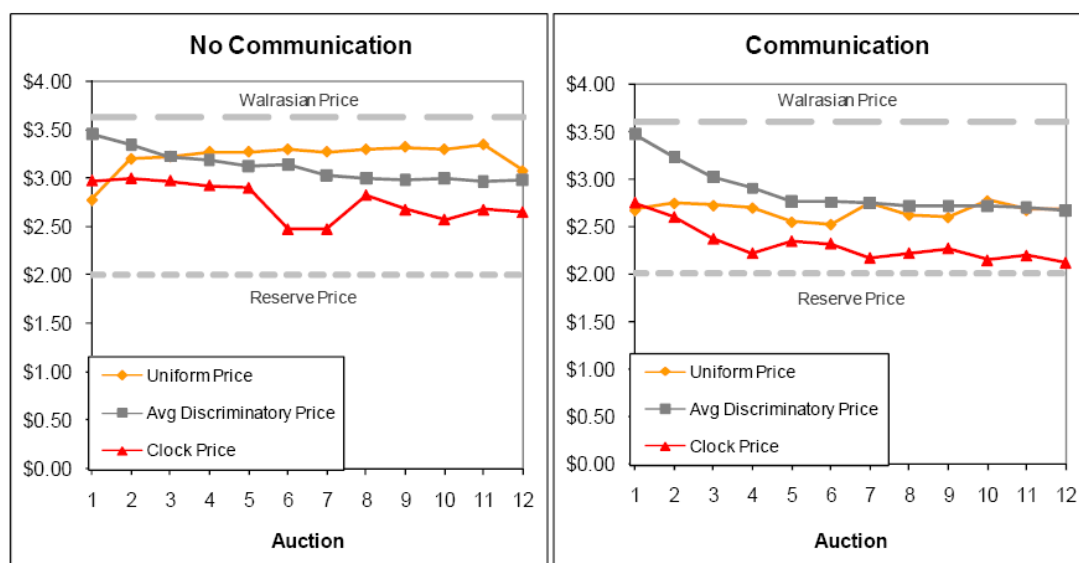 No Communication
$4.00
Walrasian Price
$3.50
$3.00
$2.50
$2.00
Reserve Price
$1.50
$1.00
Uniform Price
$0.50
Avg Discriminatory Price
Clock Price
$0.00
1 2 3 4 5 6 7 8 9 10 11 12
Auction
Communication
$4.00
Walrasian Price
$3.50
$3.00
$2.50
$2.00
Reserve Price
$1.50
$1.00
Uniform Price
$0.50
Avg Discriminatory Price
Clock Price
$0.00
1 2 3 4 5 6 7 8 9 10 11 12
Auction